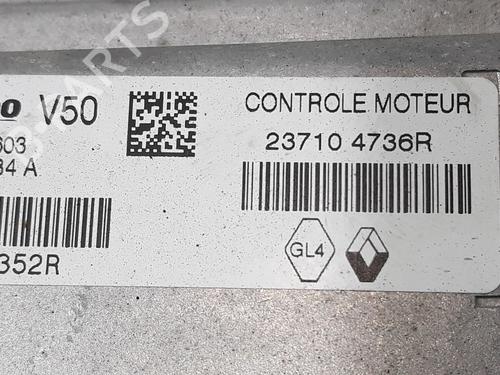 V50
CONTROLE MOTEUR
603
34 A
23710 4736R
352R
GL4